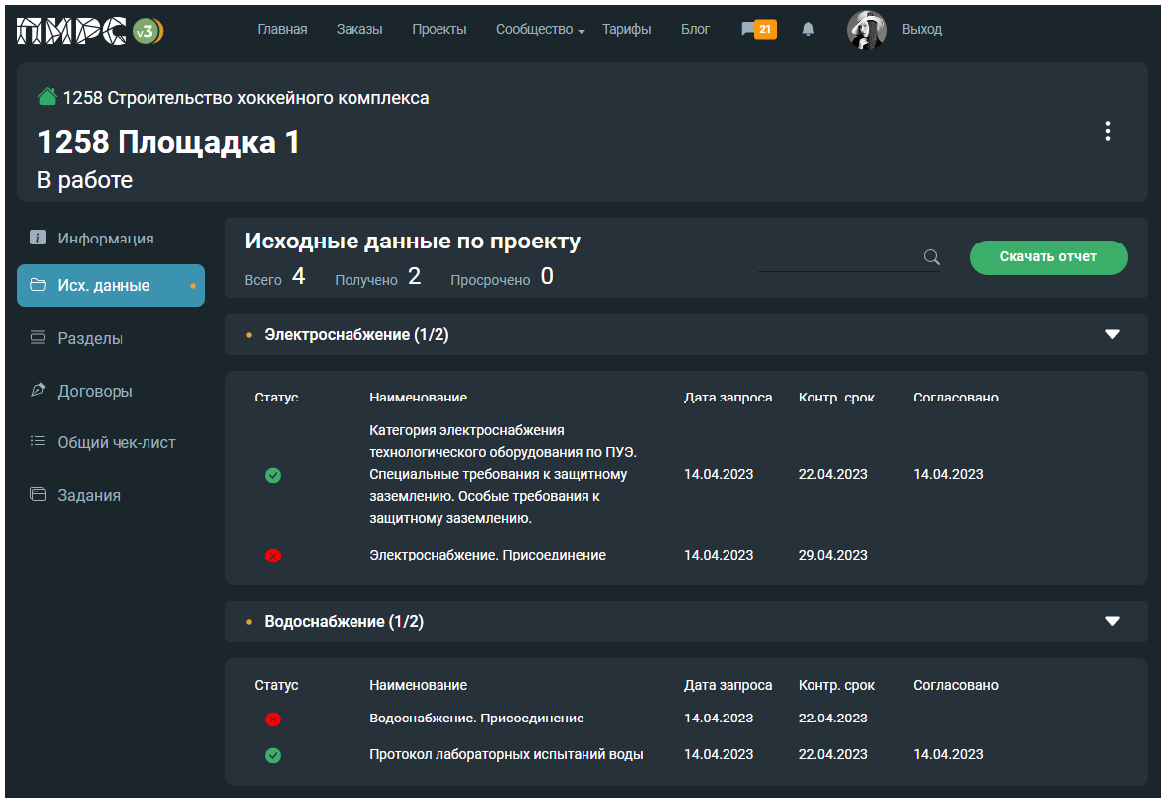 ПИРС v3
Главная Заказы Проекты Сообщество Тарифы Блог 21 Выход
1258 Строительство хоккейного комплекса
1258 Площадка 1
В работе
Информация
Исх. данные
Разделы
Договоры
Общий чек-лист
Задания
Исходные данные по проекту
Всего 4 Получено 2 Просрочено 0
Скачать отчет
Электроснабжение (1/2)
Статус Наименование Дата запроса Контр. срок Согласовано
Категория электроснабжения
технологического оборудования по ПУЭ.
Специальные требования к защитному 14.04.2023 22.04.2023 14.04.2023
заземлению. Особые требования к
защитному заземлению.
Электроснабжение. Присоединение 14.04.2023 29.04.2023
Водоснабжение (1/2)
Статус Наименование Дата запроса Контр. срок Согласовано
Водоснабжение. Присоединение 14.04.2023 22.04.2023
Протокол лабораторных испытаний воды 14.04.2023 22.04.2023 14.04.2023